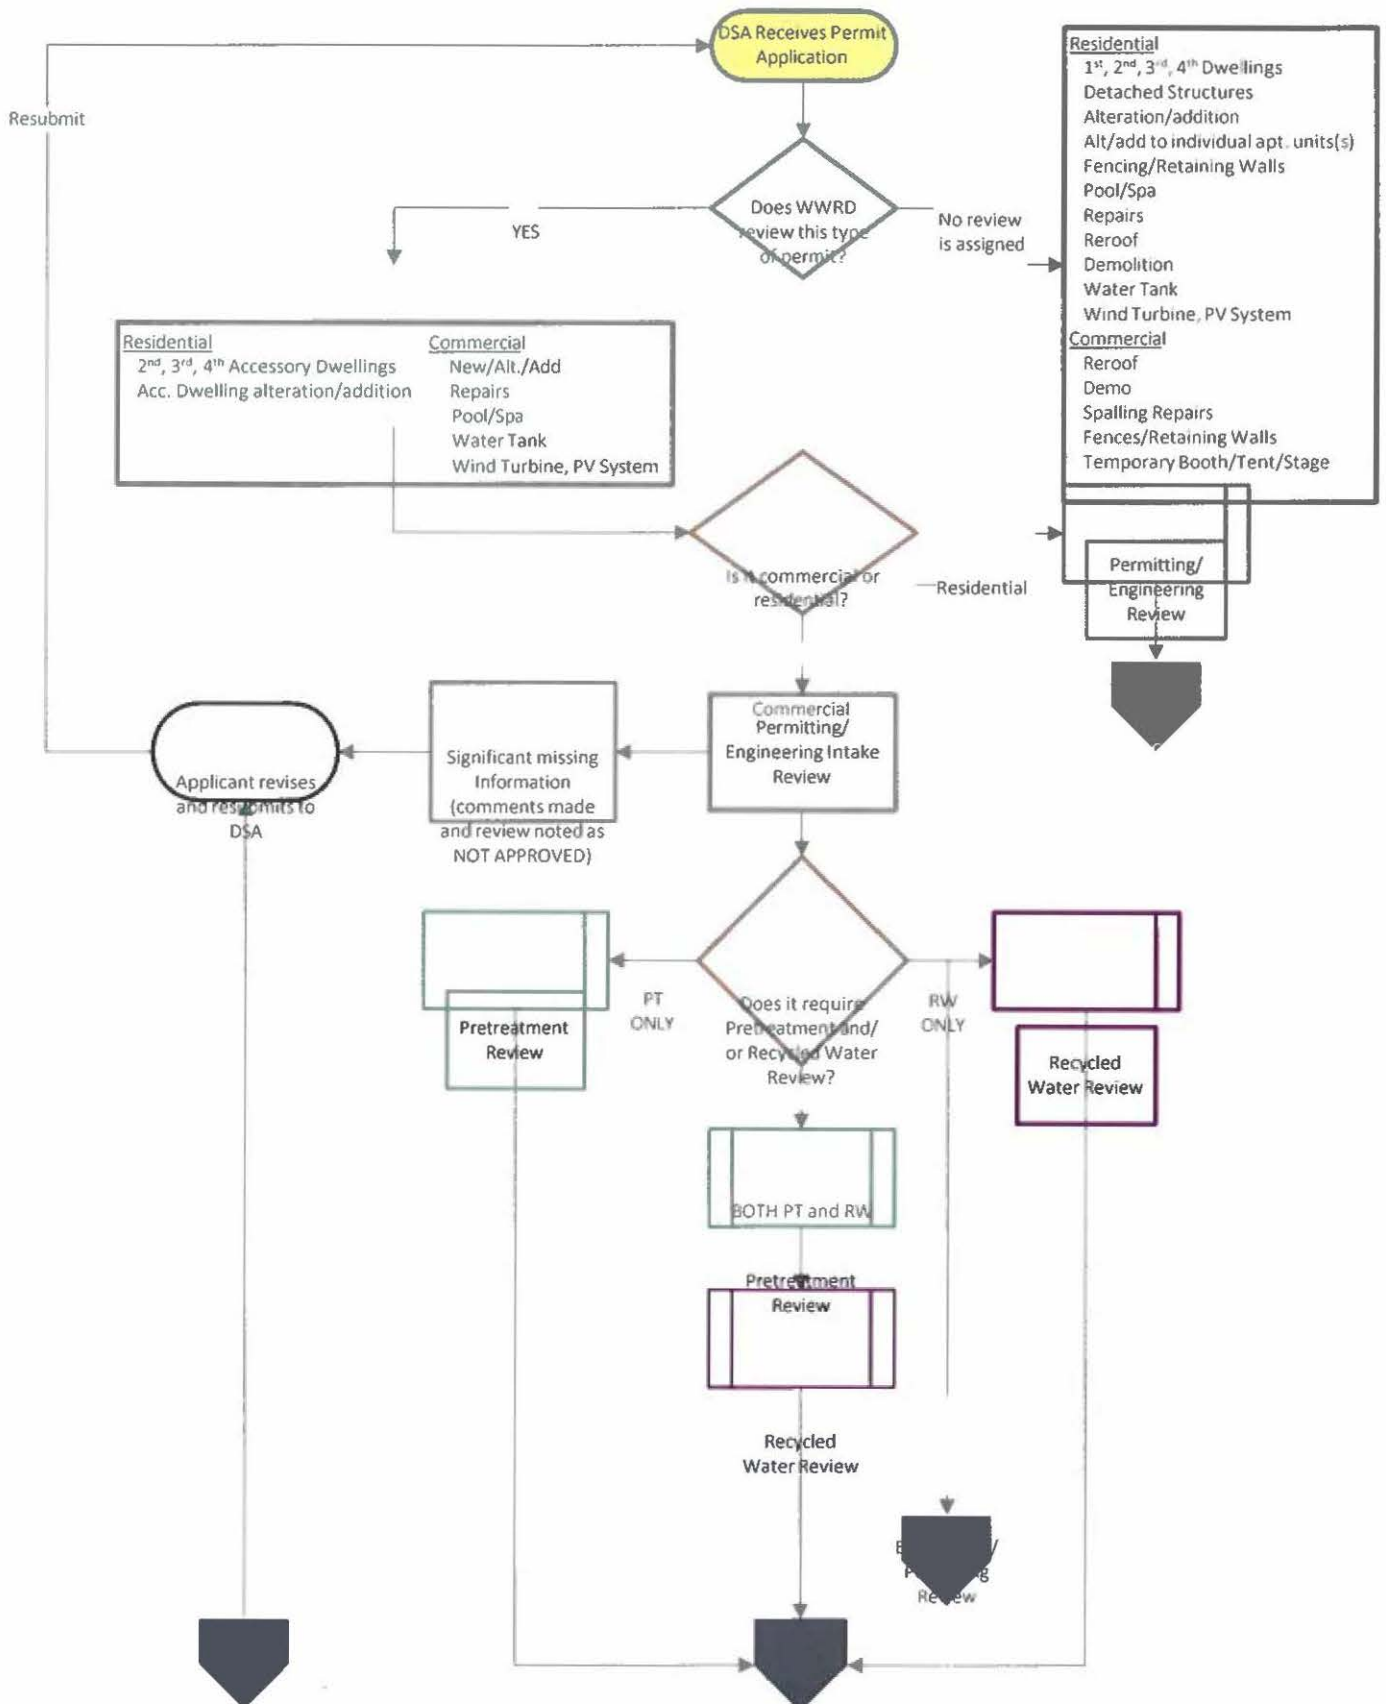 DSA Receives Permit
Application
Resubmit
Does WWRD
review this type
of permit?
YES
No review
is assigned
Residential
1st, 2nd, 3rd, 4th Dwellings
Detached Structures
Alteration/addition
Alt/add to individual apt. units(s)
Fencing/Retaining Walls
Pool/Spa
Repairs
Reroof
Demolition
Water Tank
Wind Turbine, PV System
Commercial
Reroof
Demo
Spalling Repairs
Fences/Retaining Walls
Temporary Booth/Tent/Stage
Residential
2nd, 3rd, 4th Accessory Dwellings
Acc. Dwelling alteration/addition
Commercial
New/Alt./Add
Repairs
Pool/Spa
Water Tank
Wind Turbine, PV System
Is it commercial or
residential?
Residential
Permitting/
Engineering
Review
Commercial
Permitting/
Engineering Intake
Review
Significant missing
Information
(comments made
and review noted as
NOT APPROVED)
Applicant revises
and resubmits to
DSA
Does it require
Pretreatment and/
or Recycled Water
Review?
PT
ONLY
RW
ONLY
Pretreatment
Review
Recycled
Water Review
BOTH PT and RW
Pretreatment
Review
Recycled
Water Review
Review